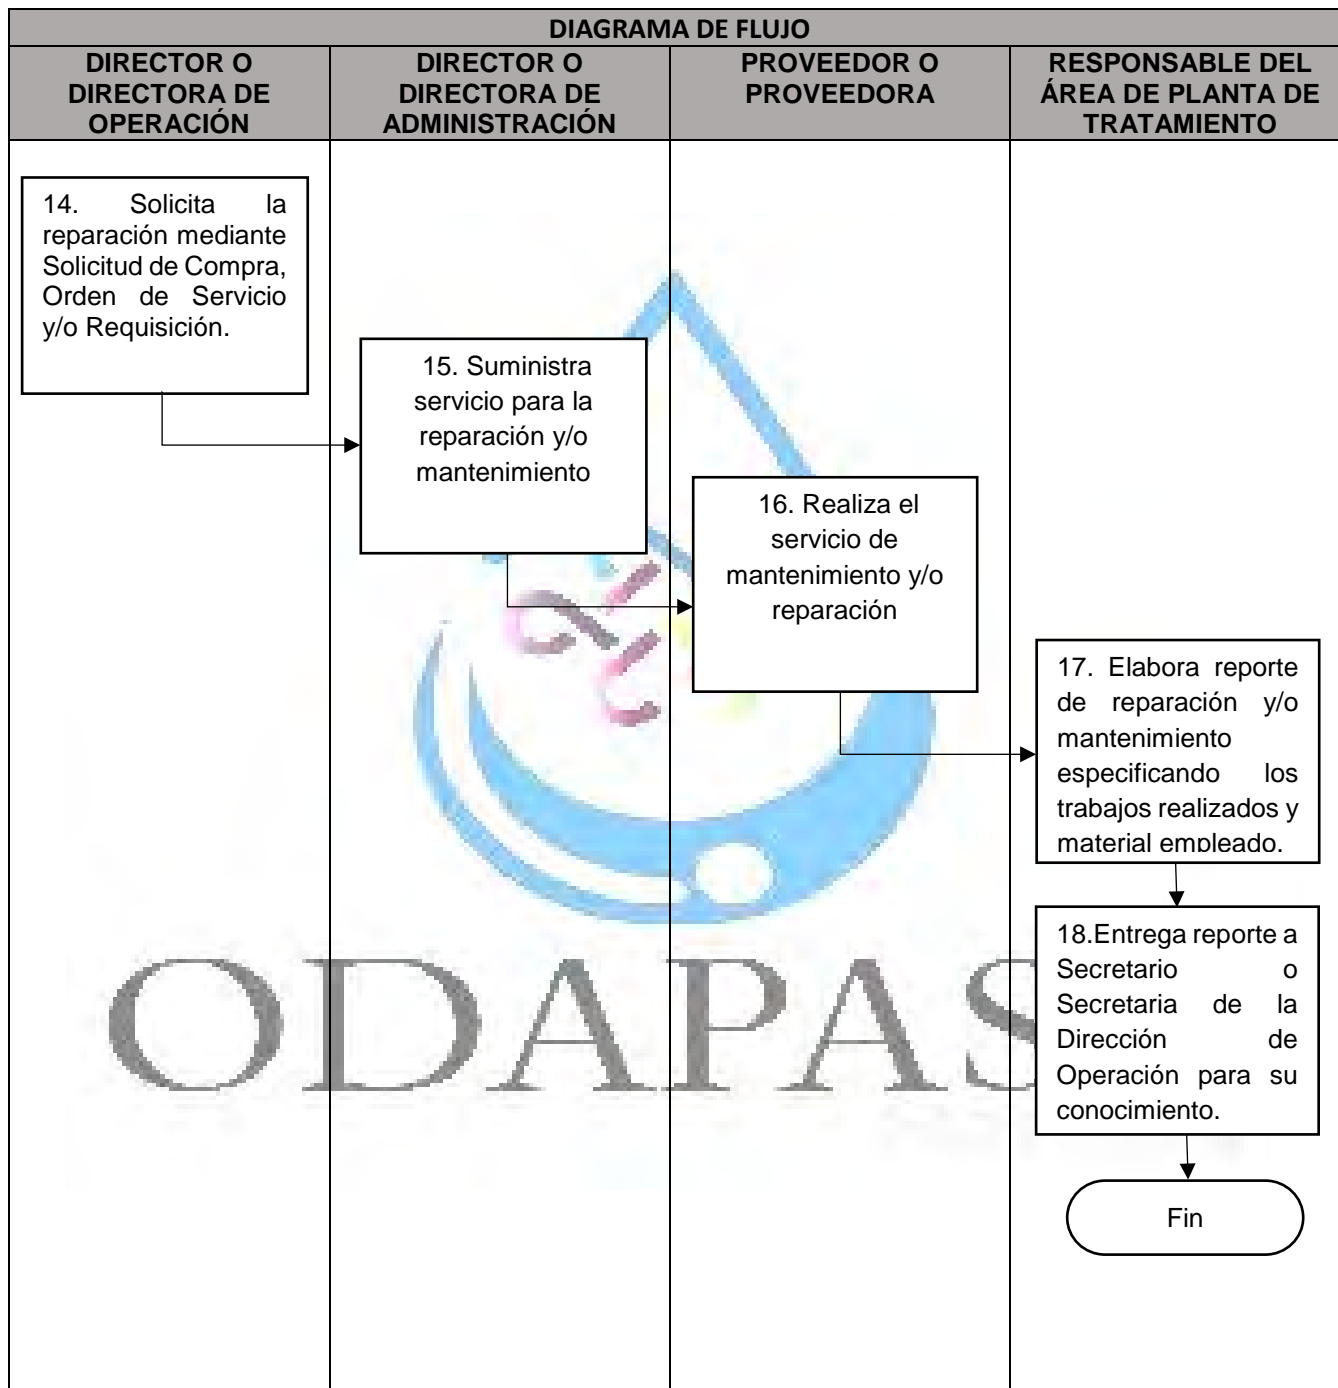 DIAGRAMA DE FLUJO
DIRECTOR O
DIRECTORA DE
OPERACIÓN
DIRECTOR O
DIRECTORA DE
ADMINISTRACIÓN
PROVEEDOR O
PROVEEDORA
RESPONSABLE DEL
ÁREA DE PLANTA DE
TRATAMIENTO
14. Solicita la
reparación mediante
Solicitud de Compra,
Orden de Servicio
y/o Requisición.
15. Suministra
servicio para la
reparación y/o
mantenimiento
16. Realiza el
servicio de
mantenimiento y/o
reparación
17. Elabora reporte
de reparación y/o
mantenimiento
especificando los
trabajos realizados y
material empleado.
18.Entrega reporte a
Secretario o
Secretaria de la
Dirección de
Operación para su
conocimiento.
Fin
ODAPAS